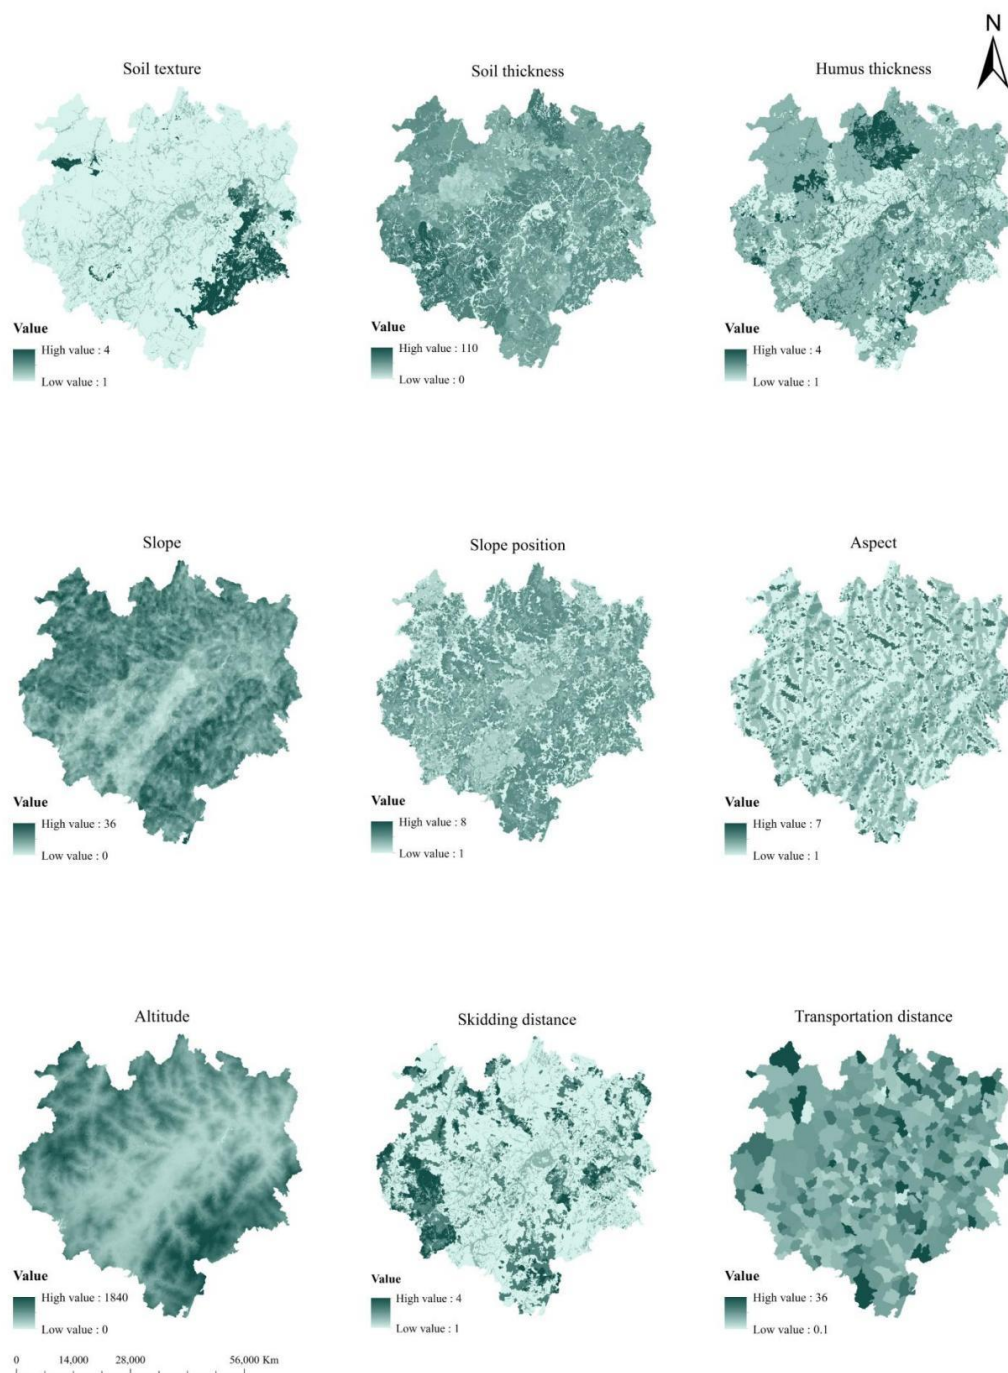 N
Soil texture
Soil thickness
Humus thickness
Value
High value : 4
Low value : 1
Value
High value : 110
Low value : 0
Value
High value : 4
Low value : 1
Slope
Slope position
Aspect
Value
High value : 36
Low value : 0
Value
High value : 8
Low value : 1
Value
High value : 7
Low value : 1
Altitude
Skidding distance
Transportation distance
Value
High value : 1840
Low value : 0
Value
High value : 4
Low value : 1
Value
High value : 36
Low value : 0.1
0 14,000 28,000 56,000 Km